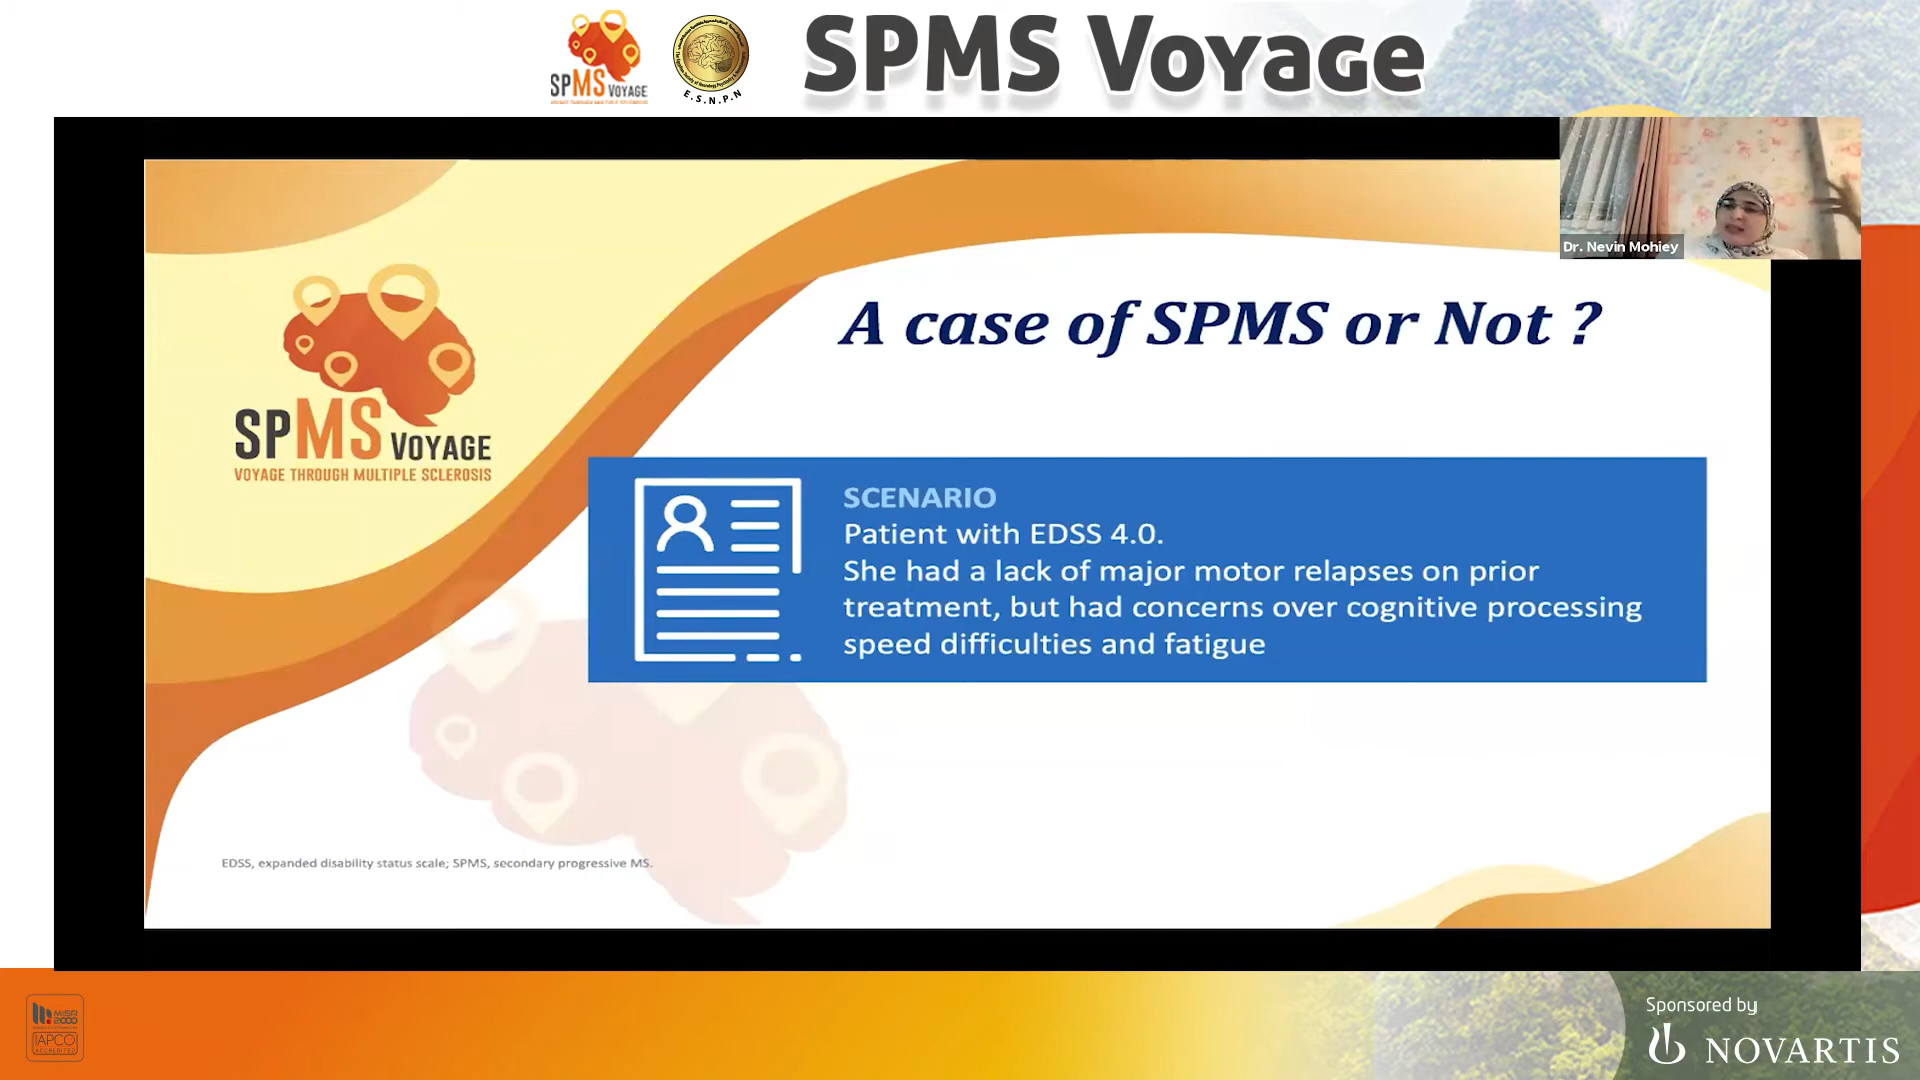 SPMS VOYAGE
E.S.N.P.N
SPMS Voyage
Dr. Nevin Mohiey
SPMS VOYAGE
VOYAGE THROUGH MULTIPLE SCLEROSIS
A case of SPMS or Not ?
SCENARIO
Patient with EDSS 4.0.
She had a lack of major motor relapses on prior
treatment, but had concerns over cognitive processing
speed difficulties and fatigue
EDSS, expanded disability status scale; SPMS, secondary progressive MS.
MISR
2000
IAPCO
ACCREDITED
Sponsored by
NOVARTIS